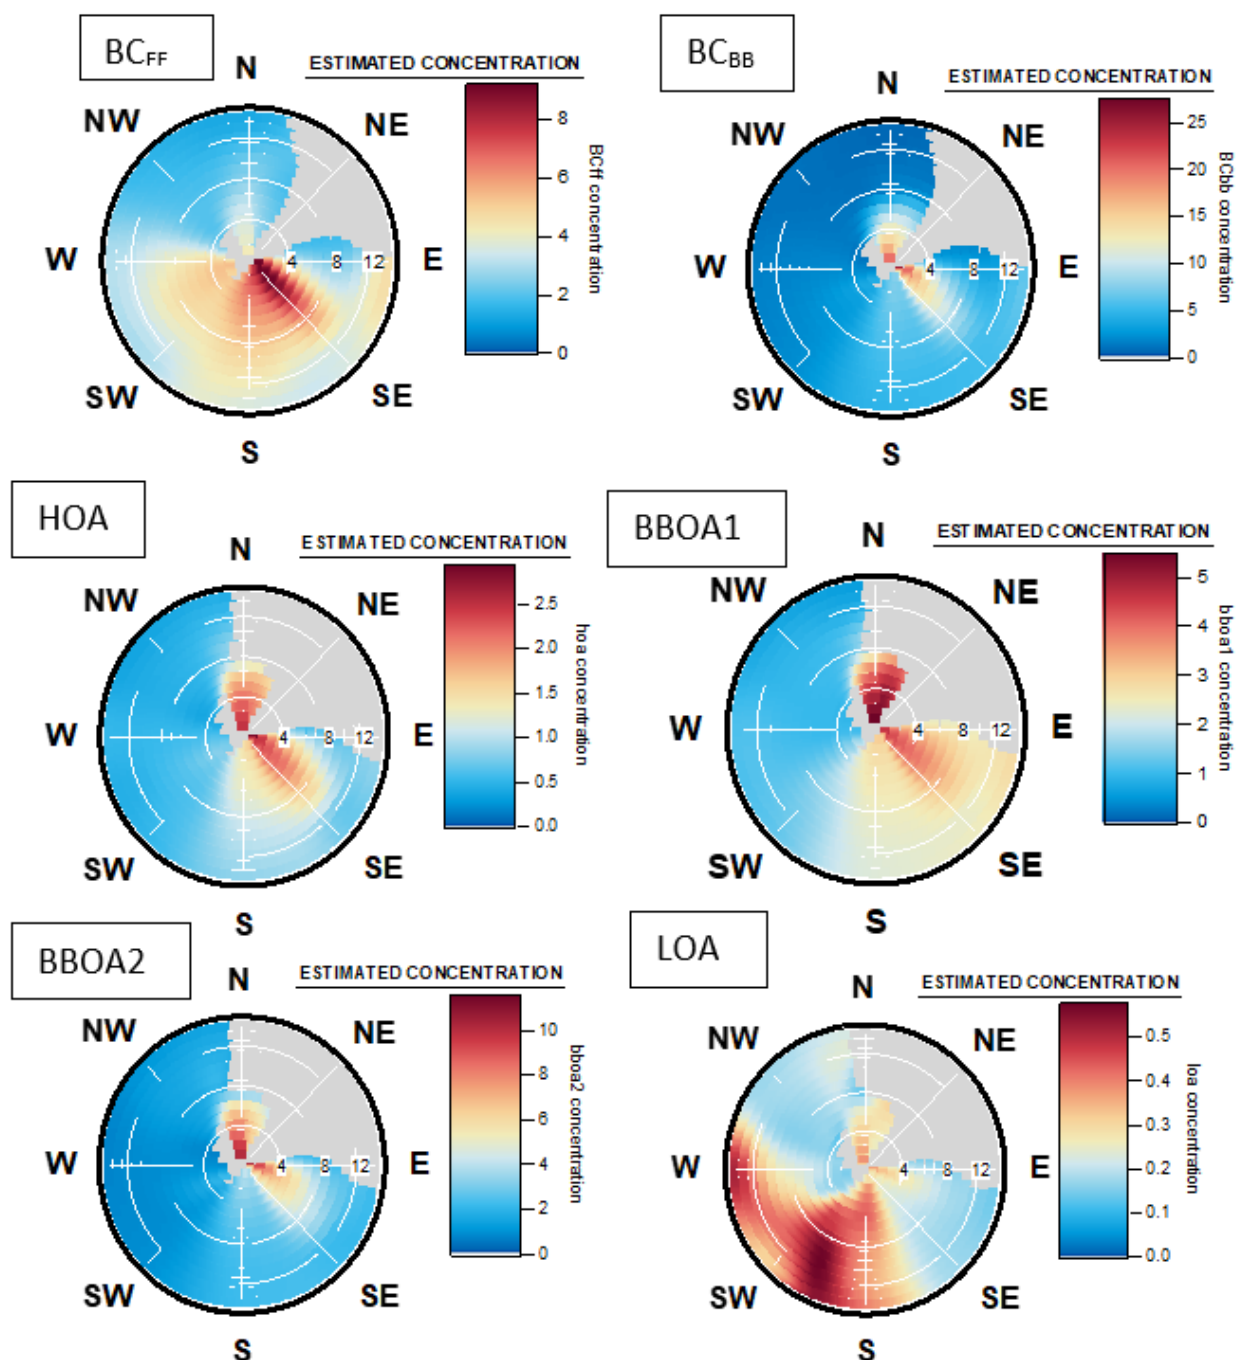 BCFF
ESTIMATED CONCENTRATION
N
NW
NE
W
4
8
12
E
SW
SE
S
8
6
4
2
0
BCff concentration
BCBB
ESTIMATED CONCENTRATION
N
NW
NE
W
4
8
12
E
SW
SE
S
25
20
15
10
5
0
BCbb concentration
HOA
ESTIMATED CONCENTRATION
N
NW
NE
W
4
8
12
E
SW
SE
S
2.5
2.0
1.5
1.0
0.5
0.0
hoa concentration
BBOA1
ESTIMATED CONCENTRATION
N
NW
NE
W
4
8
12
E
SW
SE
S
5
4
3
2
1
0
bboa1 concentration
BBOA2
ESTIMATED CONCENTRATION
N
NW
NE
W
4
8
12
E
SW
SE
S
10
8
6
4
2
0
bboa2 concentration
LOA
ESTIMATED CONCENTRATION
N
NW
NE
W
4
8
12
E
SW
SE
S
0.5
0.4
0.3
0.2
0.1
0.0
loa concentration